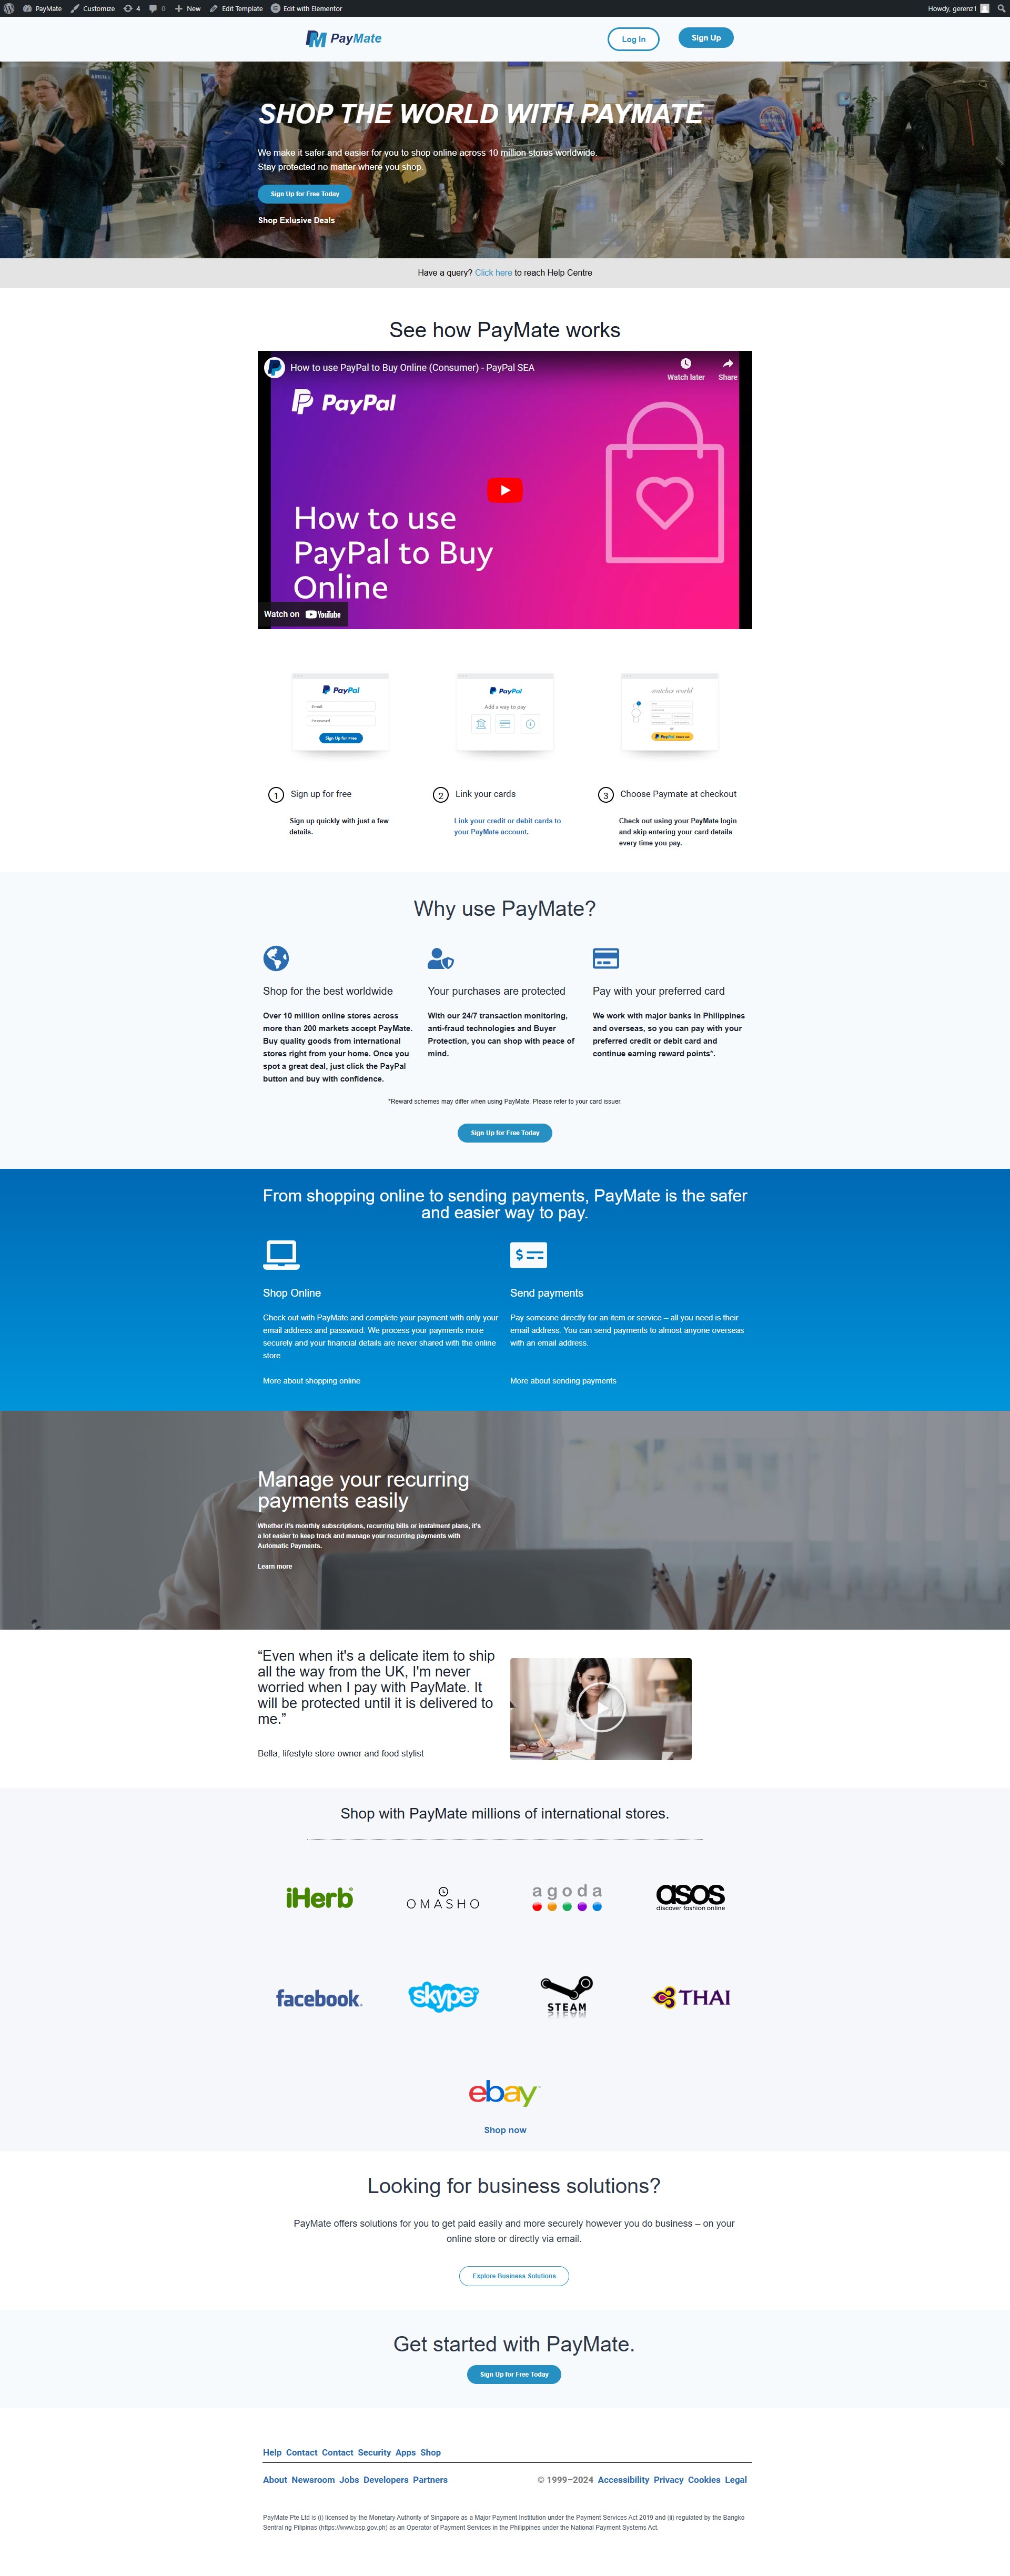 PayMate Customize 4 0 New Edit Template Edit with Elementor Howdy, gerenz1
PayMate Log In Sign Up
SHOP THE WORLD WITH PAYMATE
We make it safer and easier for you to shop online across 10 million stores worldwide.
Stay protected no matter where you shop.
Sign Up for Free Today
Shop Exlusive Deals
Have a query? Click here to reach Help Centre
See how PayMate works
How to use PayPal to Buy Online (Consumer) - PayPal SEA
Watch later Share
PayPal
How to use
PayPal to Buy
Online
Watch on YouTube
PayPal
Email
Password
Sign Up for Free
PayPal
Add a way to pay
watches world
PayPal Check out
1 Sign up for free
Sign up quickly with just a few
details.
2 Link your cards
Link your credit or debit cards to
your PayMate account.
3 Choose Paymate at checkout
Check out using your PayMate login
and skip entering your card details
every time you pay.
Why use PayMate?
Shop for the best worldwide
Over 10 million online stores across
more than 200 markets accept PayMate.
Buy quality goods from international
stores right from your home. Once you
spot a great deal, just click the PayPal
button and buy with confidence.
Your purchases are protected
With our 24/7 transaction monitoring,
anti-fraud technologies and Buyer
Protection, you can shop with peace of
mind.
Pay with your preferred card
We work with major banks in Philippines
and overseas, so you can pay with your
preferred credit or debit card and
continue earning reward points*.
*Reward schemes may differ when using PayMate. Please refer to your card issuer.
Sign Up for Free Today
From shopping online to sending payments, PayMate is the safer
and easier way to pay.
Shop Online
Check out with PayMate and complete your payment with only your
email address and password. We process your payments more
securely and your financial details are never shared with the online
store.
More about shopping online
Send payments
Pay someone directly for an item or service – all you need is their
email address. You can send payments to almost anyone overseas
with an email address.
More about sending payments
Manage your recurring
payments easily
Whether it's monthly subscriptions, recurring bills or instalment plans, it's
a lot easier to keep track and manage your recurring payments with
Automatic Payments.
Learn more
“Even when it's a delicate item to ship
all the way from the UK, I'm never
worried when I pay with PayMate. It
will be protected until it is delivered to
me.”
Bella, lifestyle store owner and food stylist
Shop with PayMate millions of international stores.
iHerb
OMASHO
agoda
asos
discover fashion online
facebook
skype
STEAM
THAI
ebay
Shop now
Looking for business solutions?
PayMate offers solutions for you to get paid easily and more securely however you do business – on your
online store or directly via email.
Explore Business Solutions
Get started with PayMate.
Sign Up for Free Today
Help Contact Contact Security Apps Shop
About Newsroom Jobs Developers Partners © 1999–2024 Accessibility Privacy Cookies Legal
PayMate Pte Ltd is (i) licensed by the Monetary Authority of Singapore as a Major Payment Institution under the Payment Services Act 2019 and (ii) regulated by the Bangko
Sentral ng Pilipinas (https://www.bsp.gov.ph) as an Operator of Payment Services in the Philippines under the National Payment Systems Act.